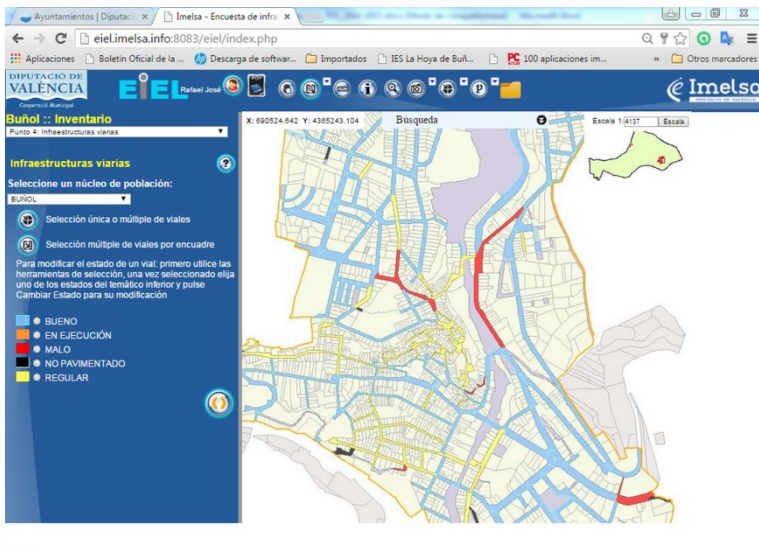 Ayuntamientos | Diputaci
Imelsa - Encuesta de infra
eiel.imelsa.info:8083/eiel/index.php
Aplicaciones
Boletin Oficial de la ...
Descarga de softwar...
Importados
IES La Hoya de Buñ...
100 aplicaciones im...
»
Otros marcadores
DIPUTACIÓ DE
VALÈNCIA
Cooperació Municipal
EIEL
Rafael José
Imelsa
Buñol :: Inventario
Punto 4: Infraestructuras viarias
X: 690524.642 Y: 4365243.104
Búsqueda
Escala 1:
4137
Escala
Infraestructuras viarias
?
Seleccione un núcleo de población:
BUÑOL
Selección única o múltiple de viales
Selección múltiple de viales por encuadre
Para modificar el estado de un vial: primero utilice las
herramientas de selección, una vez seleccionado elija
uno de los estados del temático inferior y pulse
Cambiar Estado para su modificación
BUENO
EN EJECUCIÓN
MALO
NO PAVIMENTADO
REGULAR